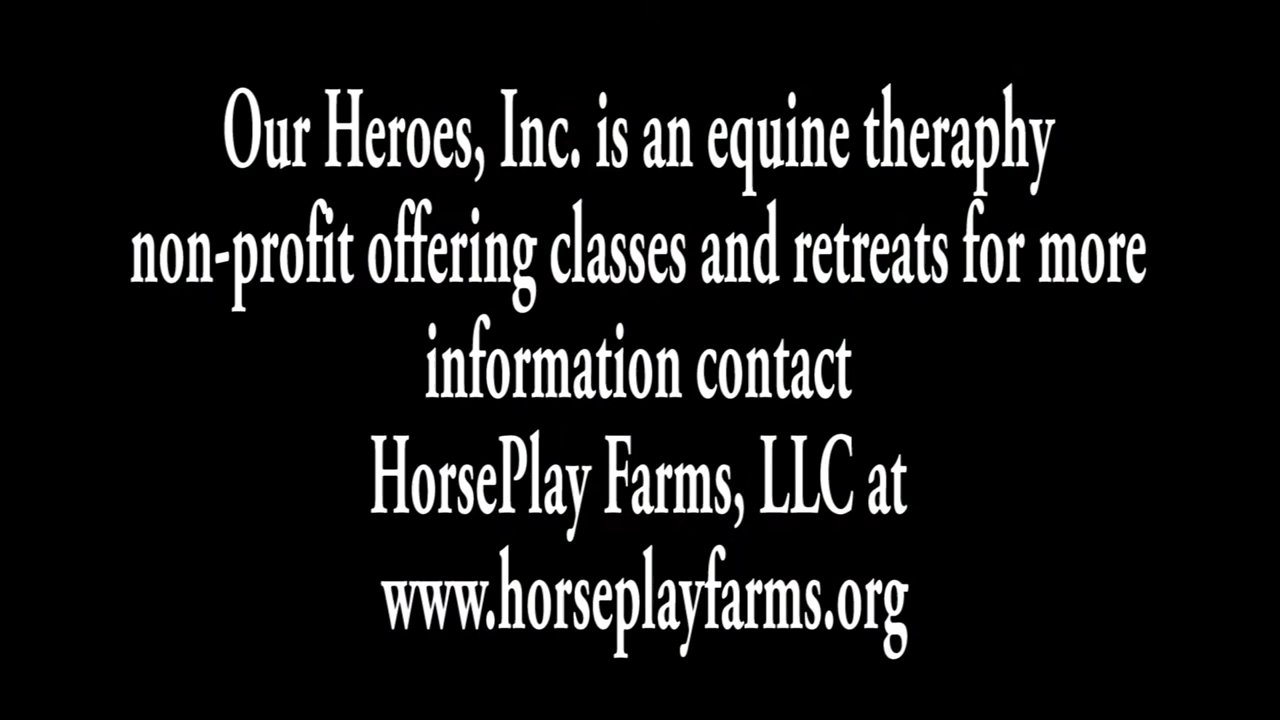 Our Heroes, Inc. is an equine theraphy
non-profit offering classes and retreats for more
information contact
HorsePlay Farms, LLC at
www.horseplayfarms.org